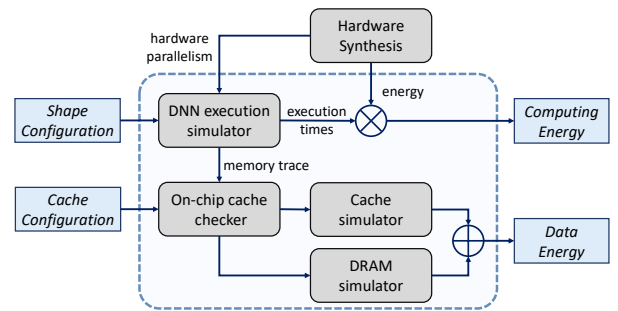 Hardware
Synthesis
hardware
parallelism
energy
Shape
Configuration
DNN execution
simulator
execution
times
Computing
Energy
memory trace
Cache
Configuration
On-chip cache
checker
Cache
simulator
Data
Energy
DRAM
simulator